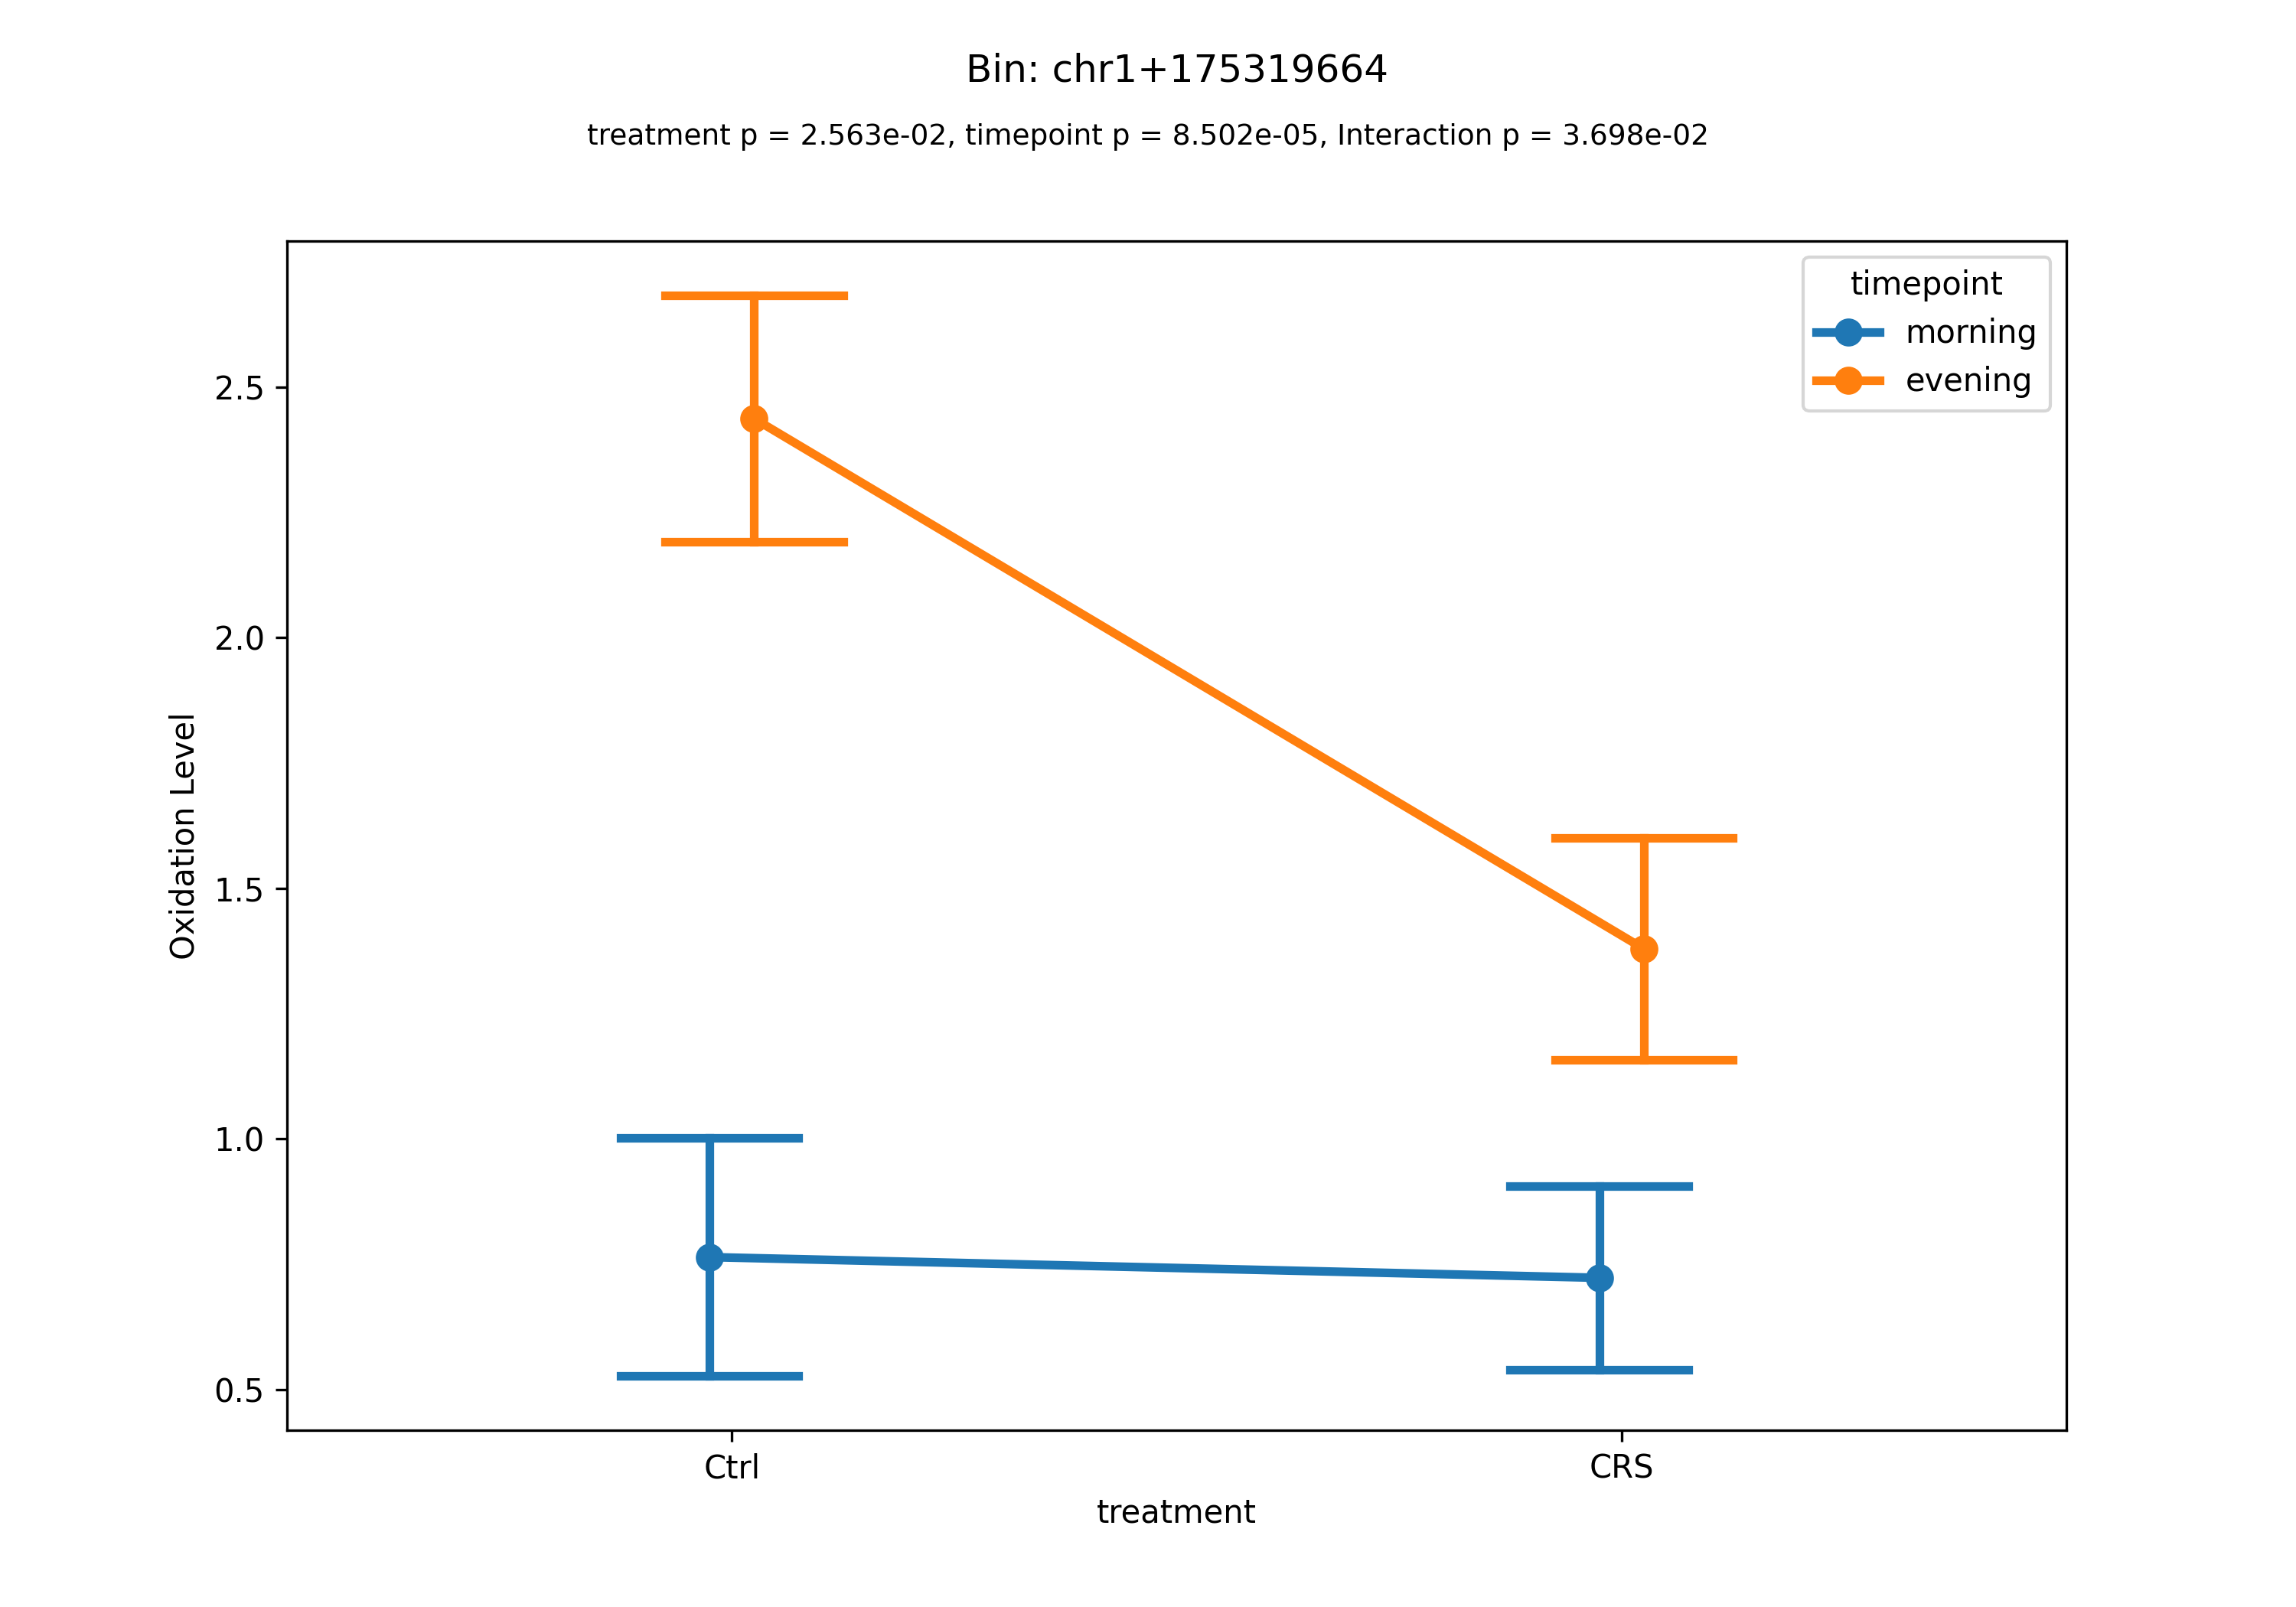 Bin: chr1+175319664
treatment p = 2.563e-02, timepoint p = 8.502e-05, Interaction p = 3.698e-02
timepoint
morning
evening
2.5
2.0
1.5
1.0
0.5
Oxidation Level
Ctrl
CRS
treatment